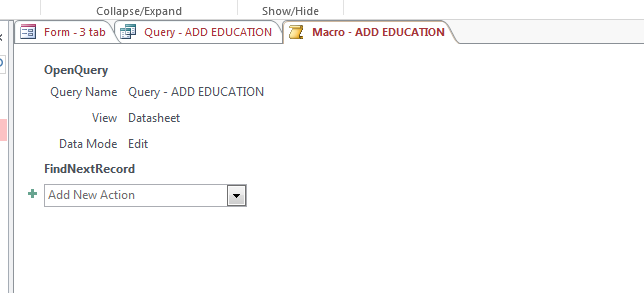 Collapse/Expand Show/Hide
Form - 3 tab Query - ADD EDUCATION Macro - ADD EDUCATION
OpenQuery
Query Name Query - ADD EDUCATION
View Datasheet
Data Mode Edit
FindNextRecord
Add New Action